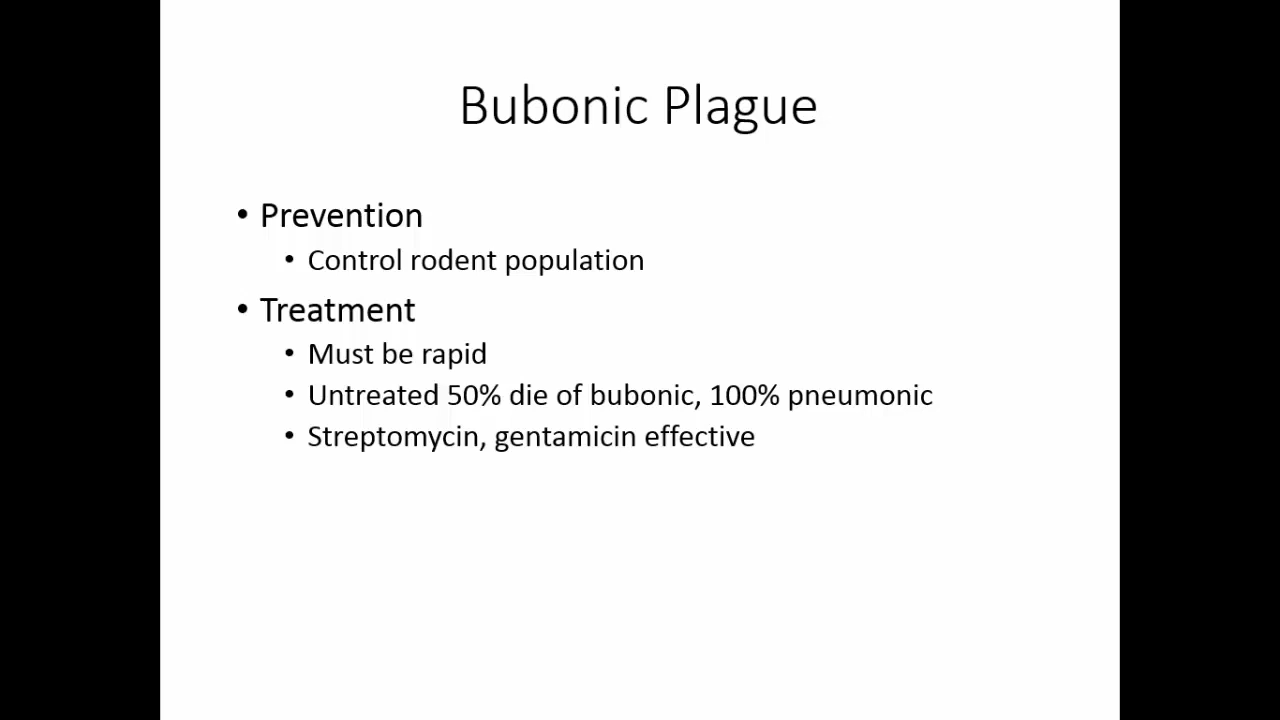 Bubonic Plague
• Prevention
• Control rodent population
• Treatment
• Must be rapid
• Untreated 50% die of bubonic, 100% pneumonic
• Streptomycin, gentamicin effective